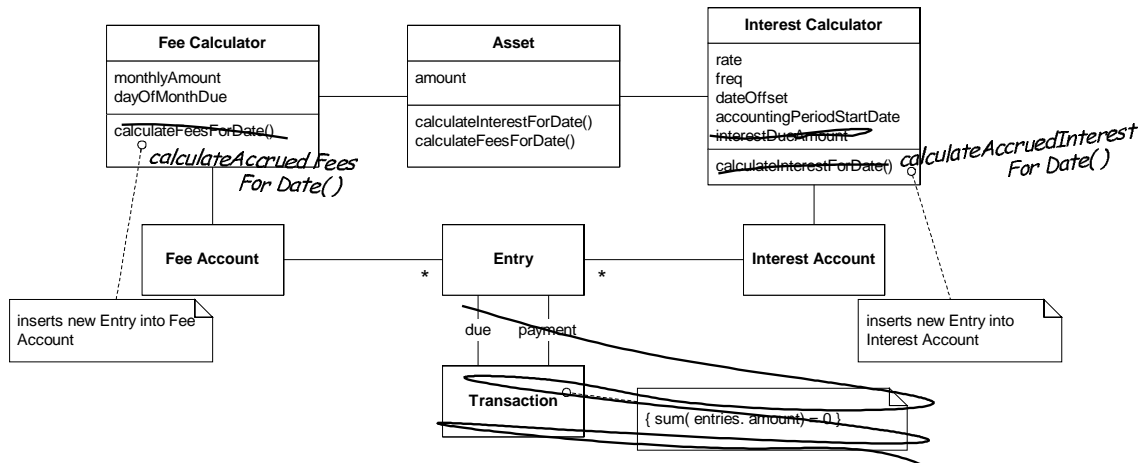 Fee Calculator
monthlyAmount
dayOfMonthDue
calculateFeesForDate()
calculateAccrued Fees
For Date()
Asset
amount
calculateInterestForDate()
calculateFeesForDate()
Interest Calculator
rate
freq
dateOffset
accountingPeriodStartDate
interestDueAmount
calculateInterestForDate()
calculateAccruedInterest
For Date()
Fee Account
*
Entry
*
Interest Account
inserts new Entry into Fee
Account
due
payment
inserts new Entry into
Interest Account
Transaction
{ sum( entries. amount) = 0 }